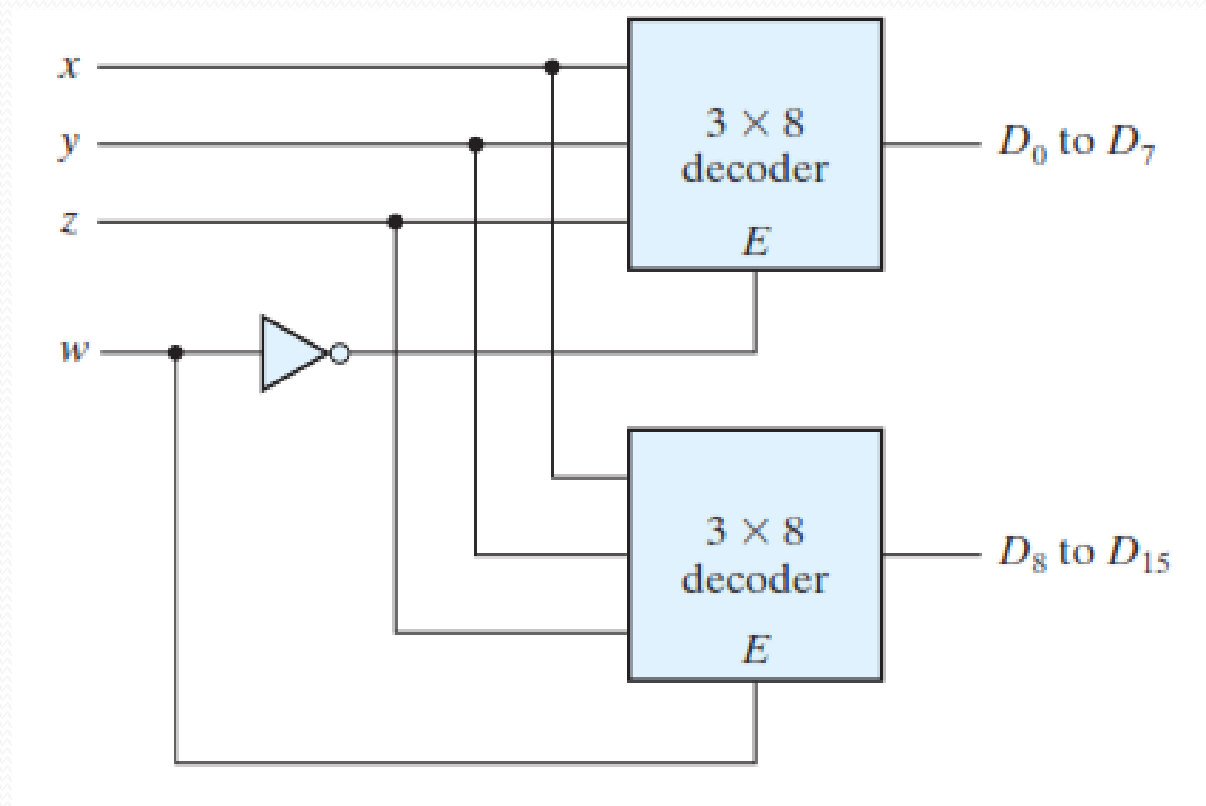 x
y
z
w
3 × 8
decoder
E
D₀ to D₇
3 × 8
decoder
E
D₈ to D₁₅